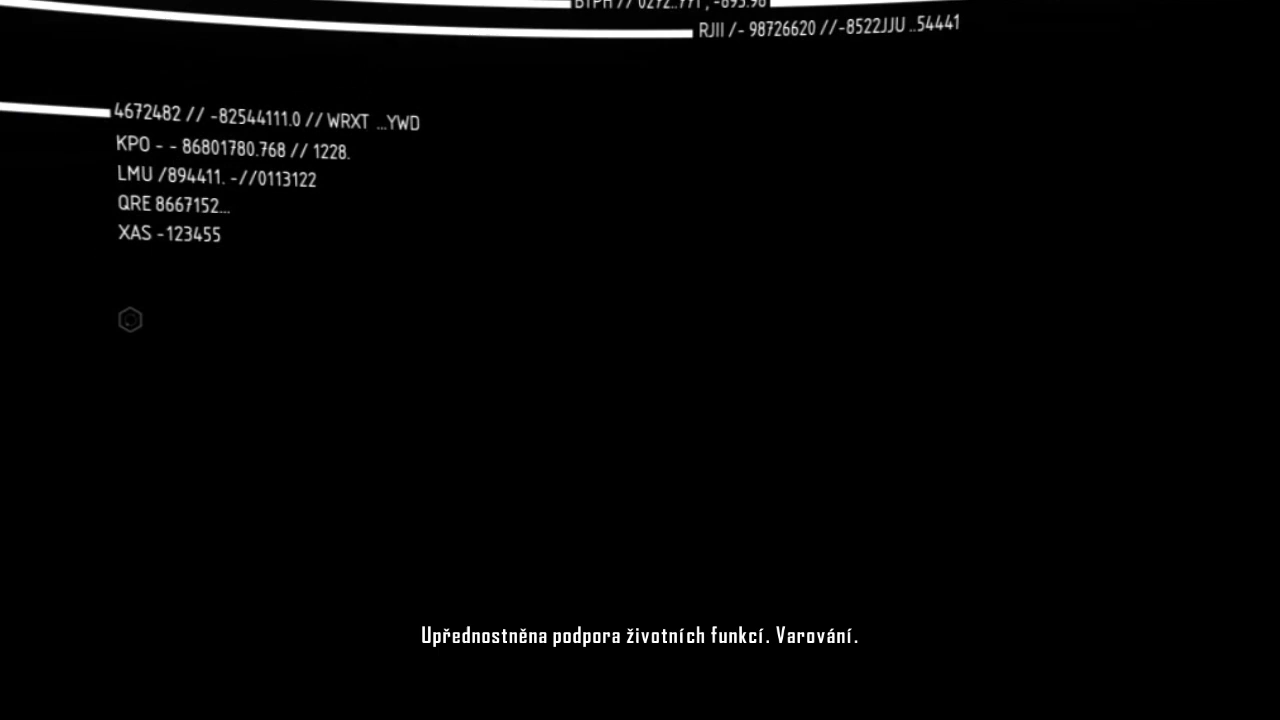 RJII /- 98726620 //-8522JJU ..54441
4672482 // -82544111.0 // WRXT ...YWD
KPO - - 86801780.768 // 1228.
LMU /894411. -//0113122
QRE 8667152...
XAS -123455
Upřednostněna podpora životních funkcí. Varování.